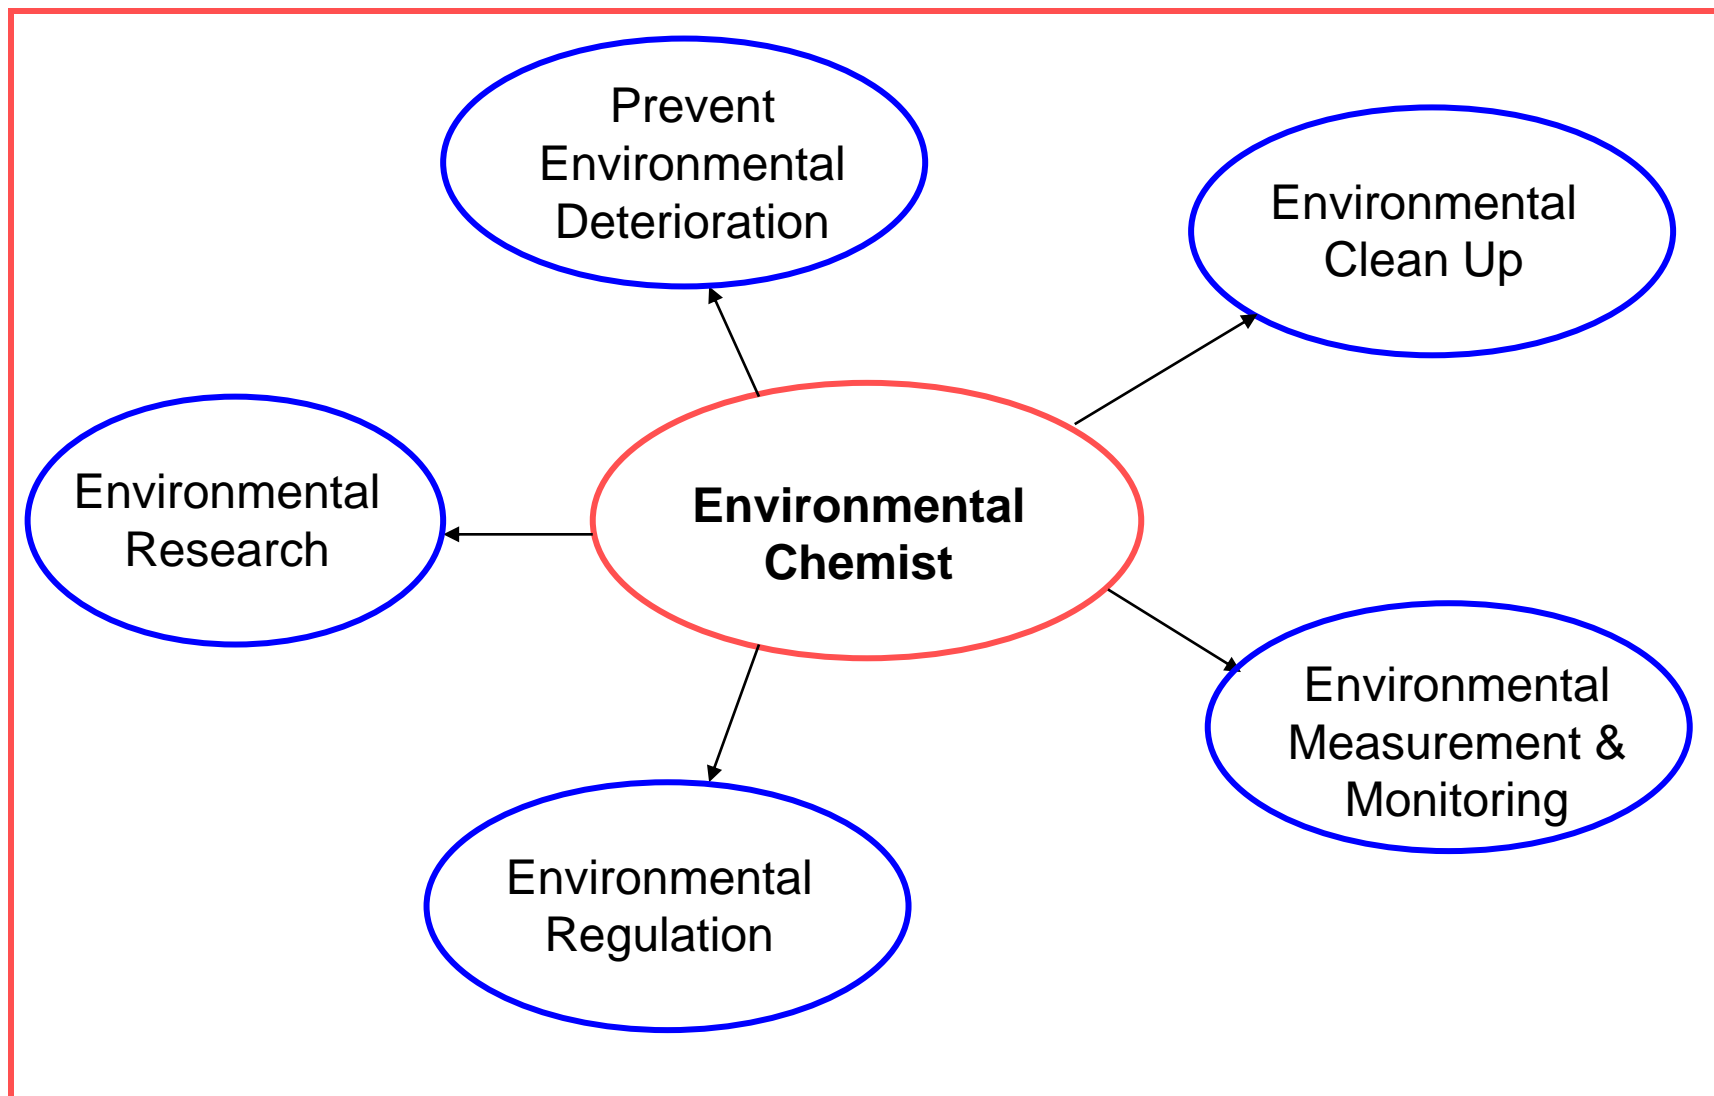 Prevent
Environmental
Deterioration
Environmental
Clean Up
Environmental
Research
Environmental
Chemist
Environmental
Measurement &
Monitoring
Environmental
Regulation